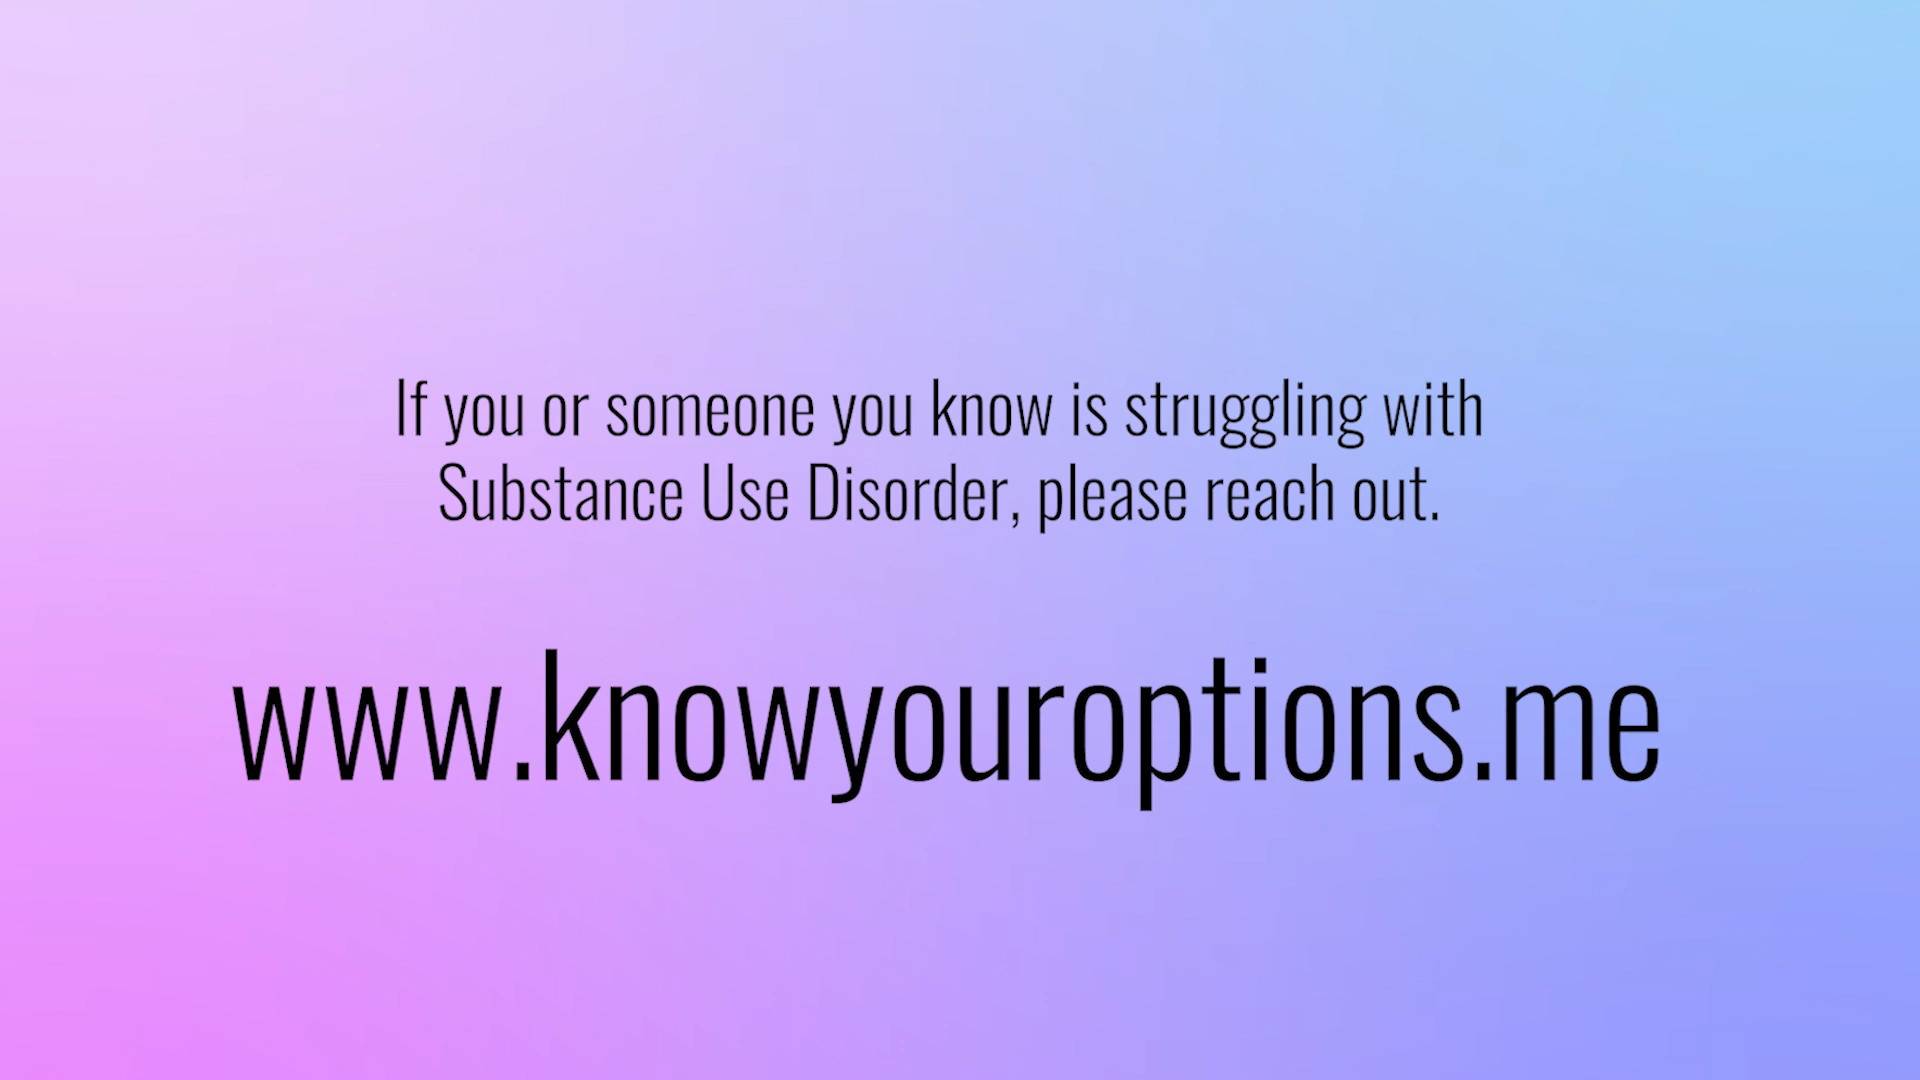 If you or someone you know is struggling with
Substance Use Disorder, please reach out.
www.knowyouroptions.me